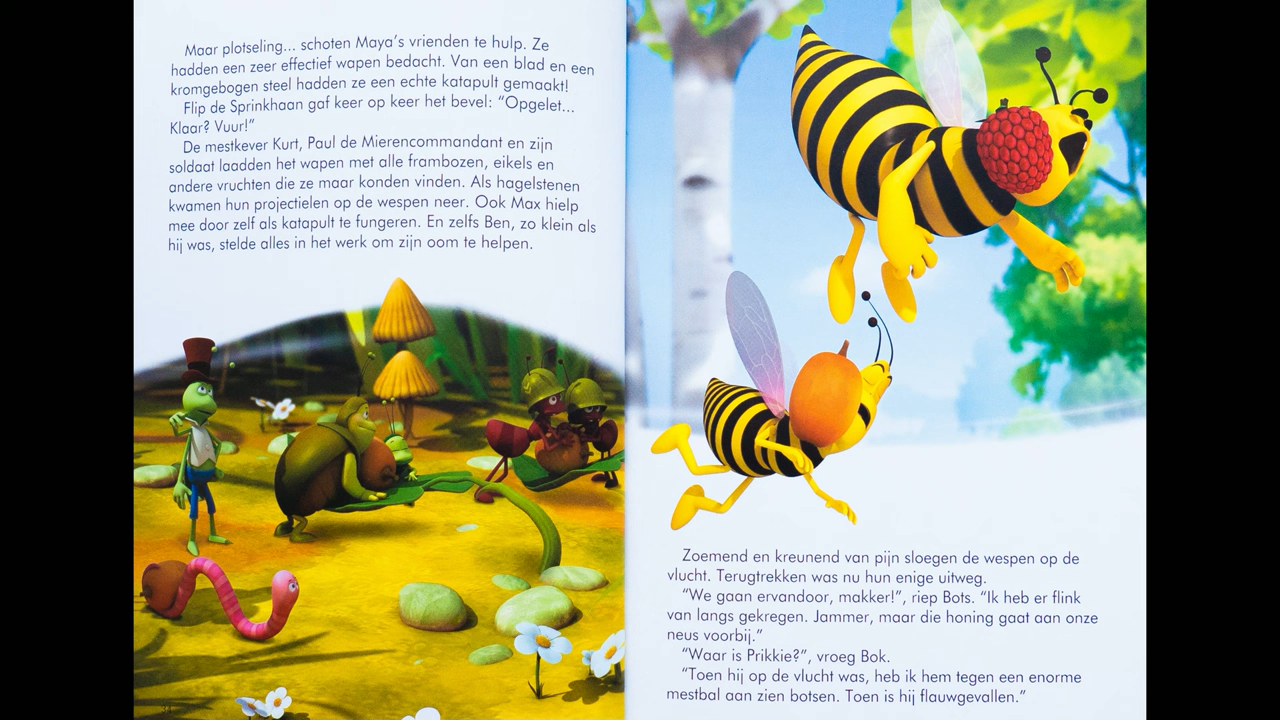 Maar plotseling... schoten Maya's vrienden te hulp. Ze
hadden een zeer effectief wapen bedacht. Van een blad en een
kromgebogen steel hadden ze een echte katapult gemaakt!
Flip de Sprinkhaan gaf keer op keer het bevel: "Opgelet...
Klaar? Vuur!"
De mestkever Kurt, Paul de Mierencommandant en zijn
soldaat laadden het wapen met alle frambozen, eikels en
andere vruchten die ze maar konden vinden. Als hagelstenen
kwamen hun projectielen op de wespen neer. Ook Max hielp
mee door zelf als katapult te fungeren. En zelfs Ben, zo klein als
hij was, stelde alles in het werk om zijn oom te helpen.
Zoemend en kreunend van pijn sloegen de wespen op de
vlucht. Terugtrekken was nu hun enige uitweg.
"We gaan ervandoor, makker!", riep Bots. "Ik heb er flink
van langs gekregen. Jammer, maar die honing gaat aan onze
neus voorbij."
"Waar is Prikkie?", vroeg Bok.
"Toen hij op de vlucht was, heb ik hem tegen een enorme
mestbal aan zien botsen. Toen is hij flauwgevallen."